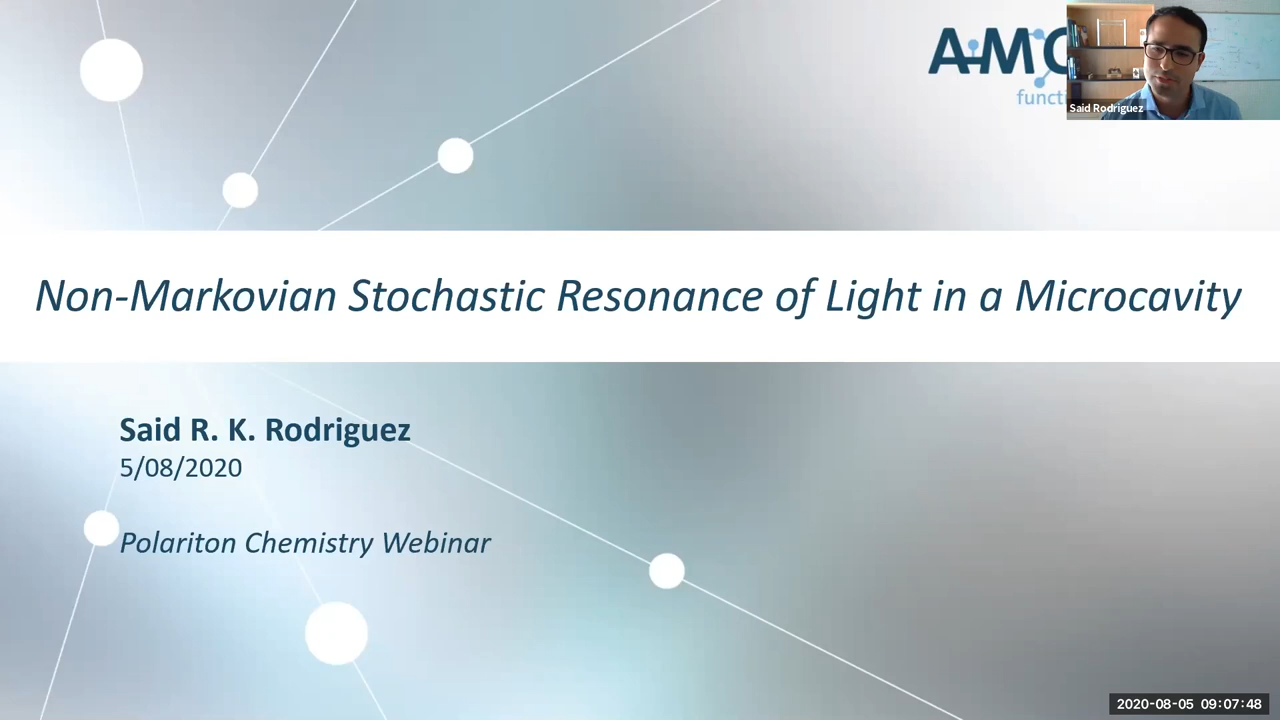 AMO
functi
Said Rodriguez
Non-Markovian Stochastic Resonance of Light in a Microcavity
Said R. K. Rodriguez
5/08/2020
Polariton Chemistry Webinar
2020-08-05 09:07:48